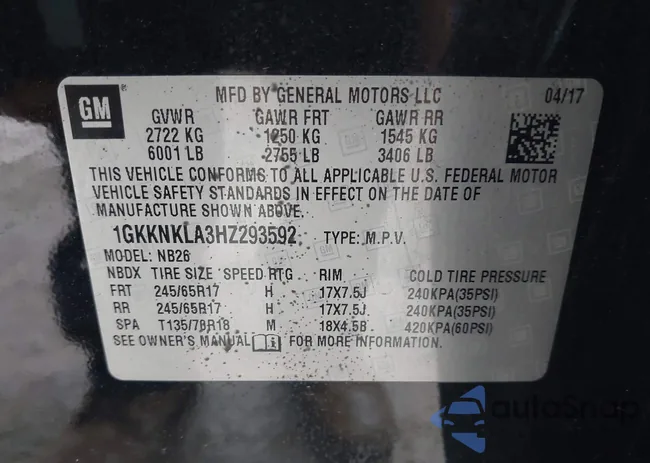 GM
MFD BY GENERAL MOTORS LLC 04/17
GVWR GAWR FRT GAWR RR
2722 KG 1250 KG 1545 KG
6001 LB 2755 LB 3406 LB
THIS VEHICLE CONFORMS TO ALL APPLICABLE U.S. FEDERAL MOTOR
VEHICLE SAFETY STANDARDS IN EFFECT ON THE DATE OF
MANUFACTURE SHOWN ABOVE.
1GKKNKLA3HZ293592 TYPE: M.P.V.
MODEL: NB26
NBDX TIRE SIZE SPEED RTG RIM COLD TIRE PRESSURE
FRT 245/65R17 H 17X7.5J 240KPA(35PSI)
RR 245/65R17 H 17X7.5J 240KPA(35PSI)
SPA T135/70R18 M 18X4.5B 420KPA(60PSI)
SEE OWNER'S MANUAL FOR MORE INFORMATION.
autoSnap